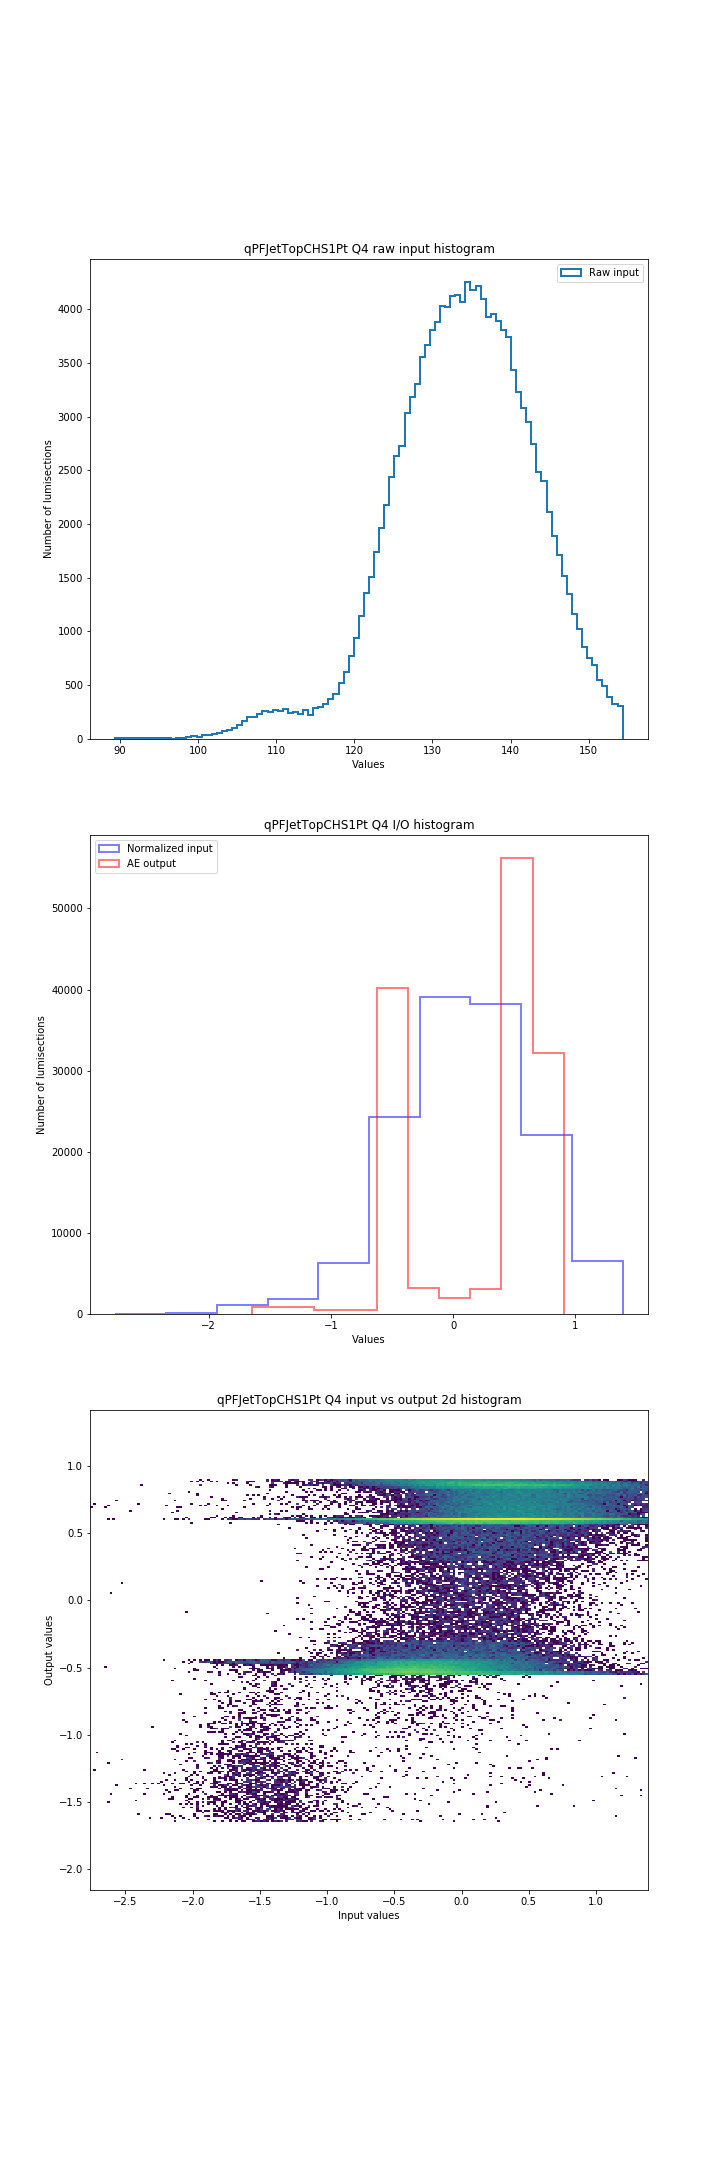 qPFJetTopCHS1Pt Q4 raw input histogram
Raw input
4000
3500
3000
2500
2000
1500
1000
500
0
Number of lumisections
90 100 110 120 130 140 150
Values
qPFJetTopCHS1Pt Q4 I/O histogram
Normalized input
AE output
50000
40000
30000
20000
10000
0
Number of lumisections
−2 −1 0 1
Values
qPFJetTopCHS1Pt Q4 input vs output 2d histogram
1.0
0.5
0.0
−0.5
−1.0
−1.5
−2.0
Output values
−2.5 −2.0 −1.5 −1.0 −0.5 0.0 0.5 1.0
Input values